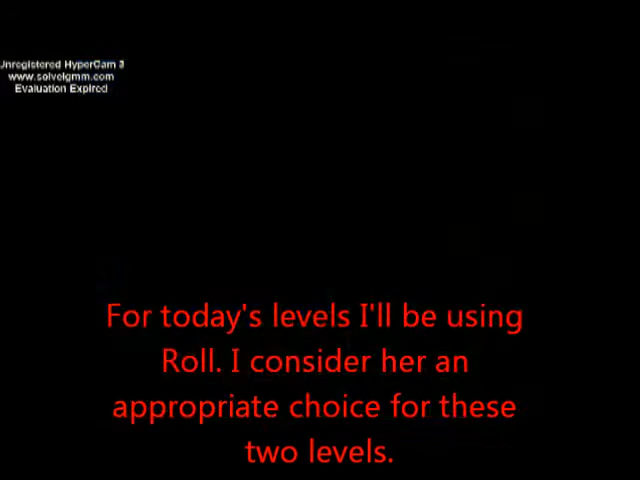 Unregistered HyperCam 3
www.solveigmm.com
Evaluation Expired
For today's levels I'll be using
Roll. I consider her an
appropriate choice for these
two levels.